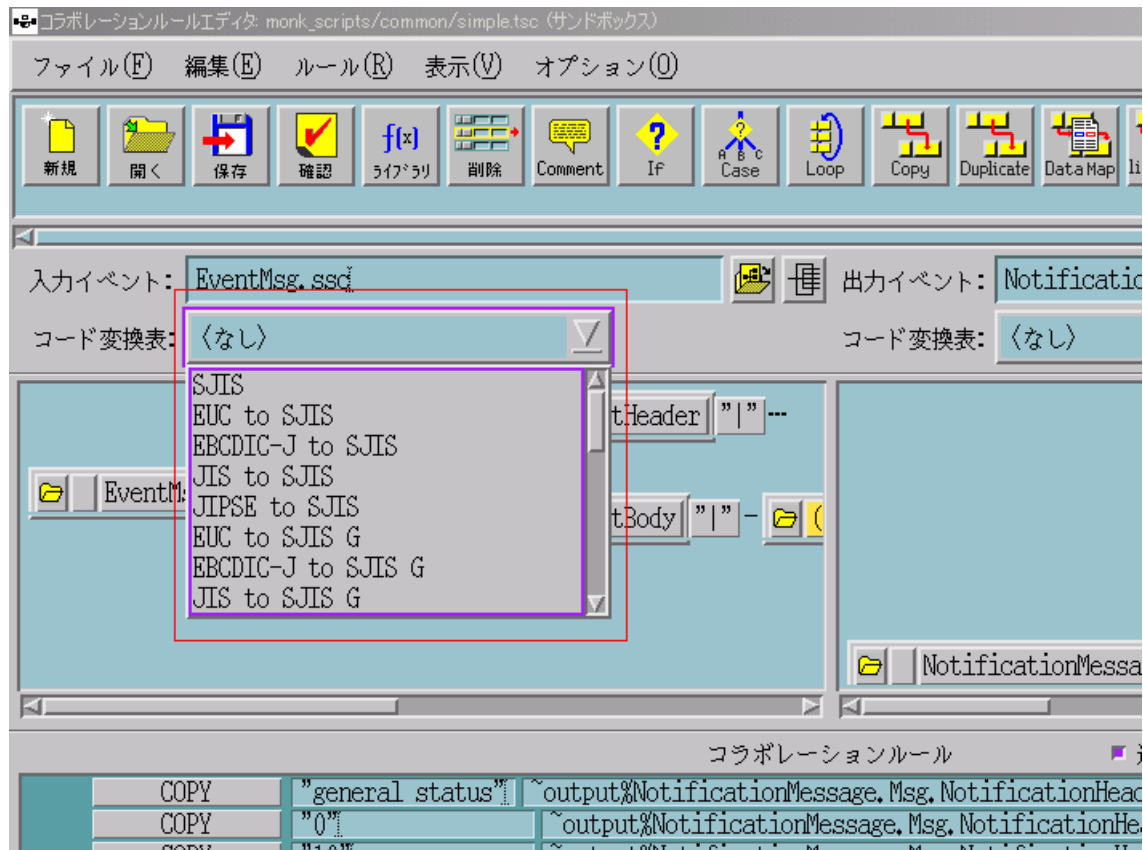 コラボレーションルールエディタ: monk_scripts/common/simple.tsc (サンドボックス)
ファイル(F) 編集(E) ルール(R) 表示(V) オプション(O)
新規 開く 保存 確認 f(x) ライブラリ 削除 Comment ? If ? A B C Case Loop Copy Duplicate Data Map li
入力イベント: EventMsg.ssc 出力イベント: Notificatio
コード変換表: 〈なし〉 コード変換表: 〈なし〉
SJIS
EUC to SJIS
EBCDIC-J to SJIS
JIS to SJIS
JIPSE to SJIS
EUC to SJIS G
EBCDIC-J to SJIS G
JIS to SJIS G
tHeader "|"
EventM
tBody "|" (
NotificationMessa
コラボレーションルール
COPY "general status" ~output%NotificationMessage.Msg.NotificationHead
COPY "0" ~output%NotificationMessage.Msg.NotificationHe